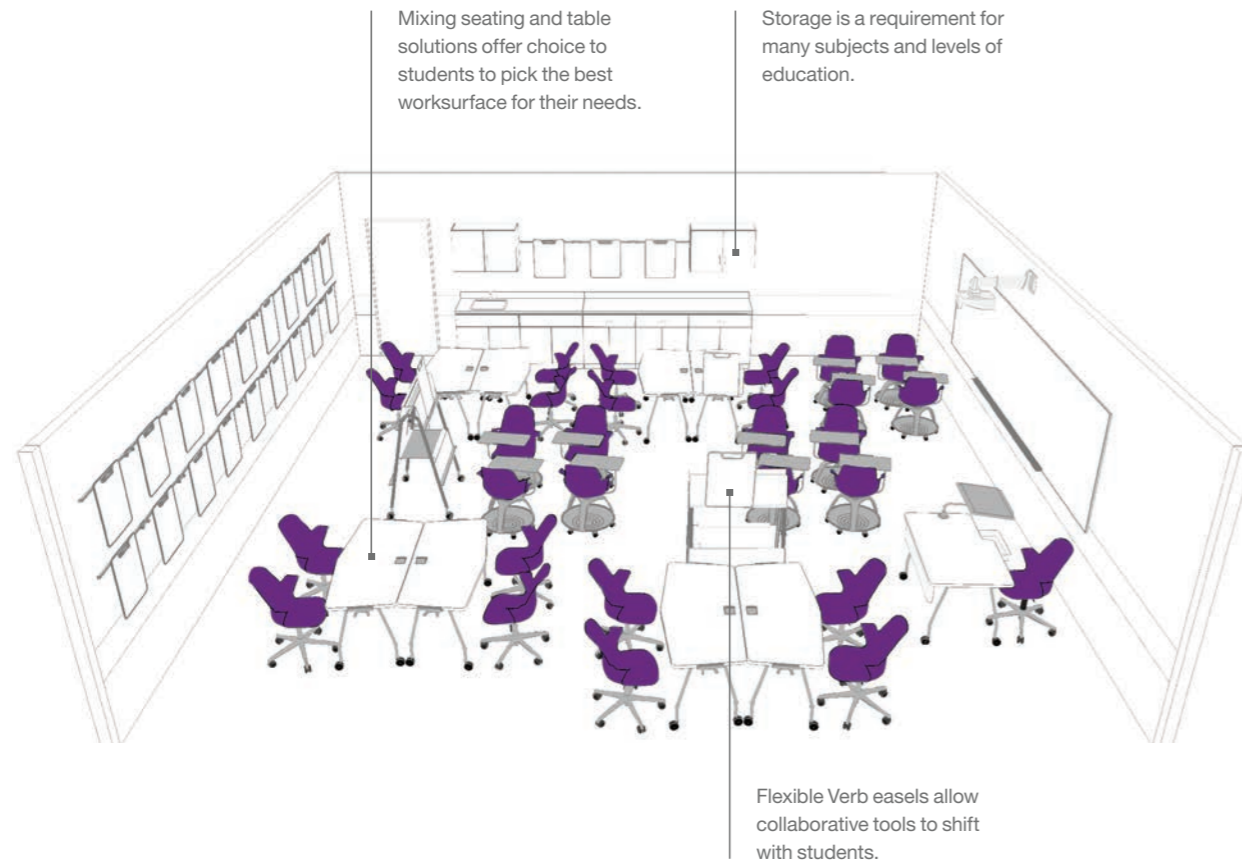 Mixing seating and table
solutions offer choice to
students to pick the best
worksurface for their needs.
Storage is a requirement for
many subjects and levels of
education.
Flexible Verb easels allow
collaborative tools to shift
with students.